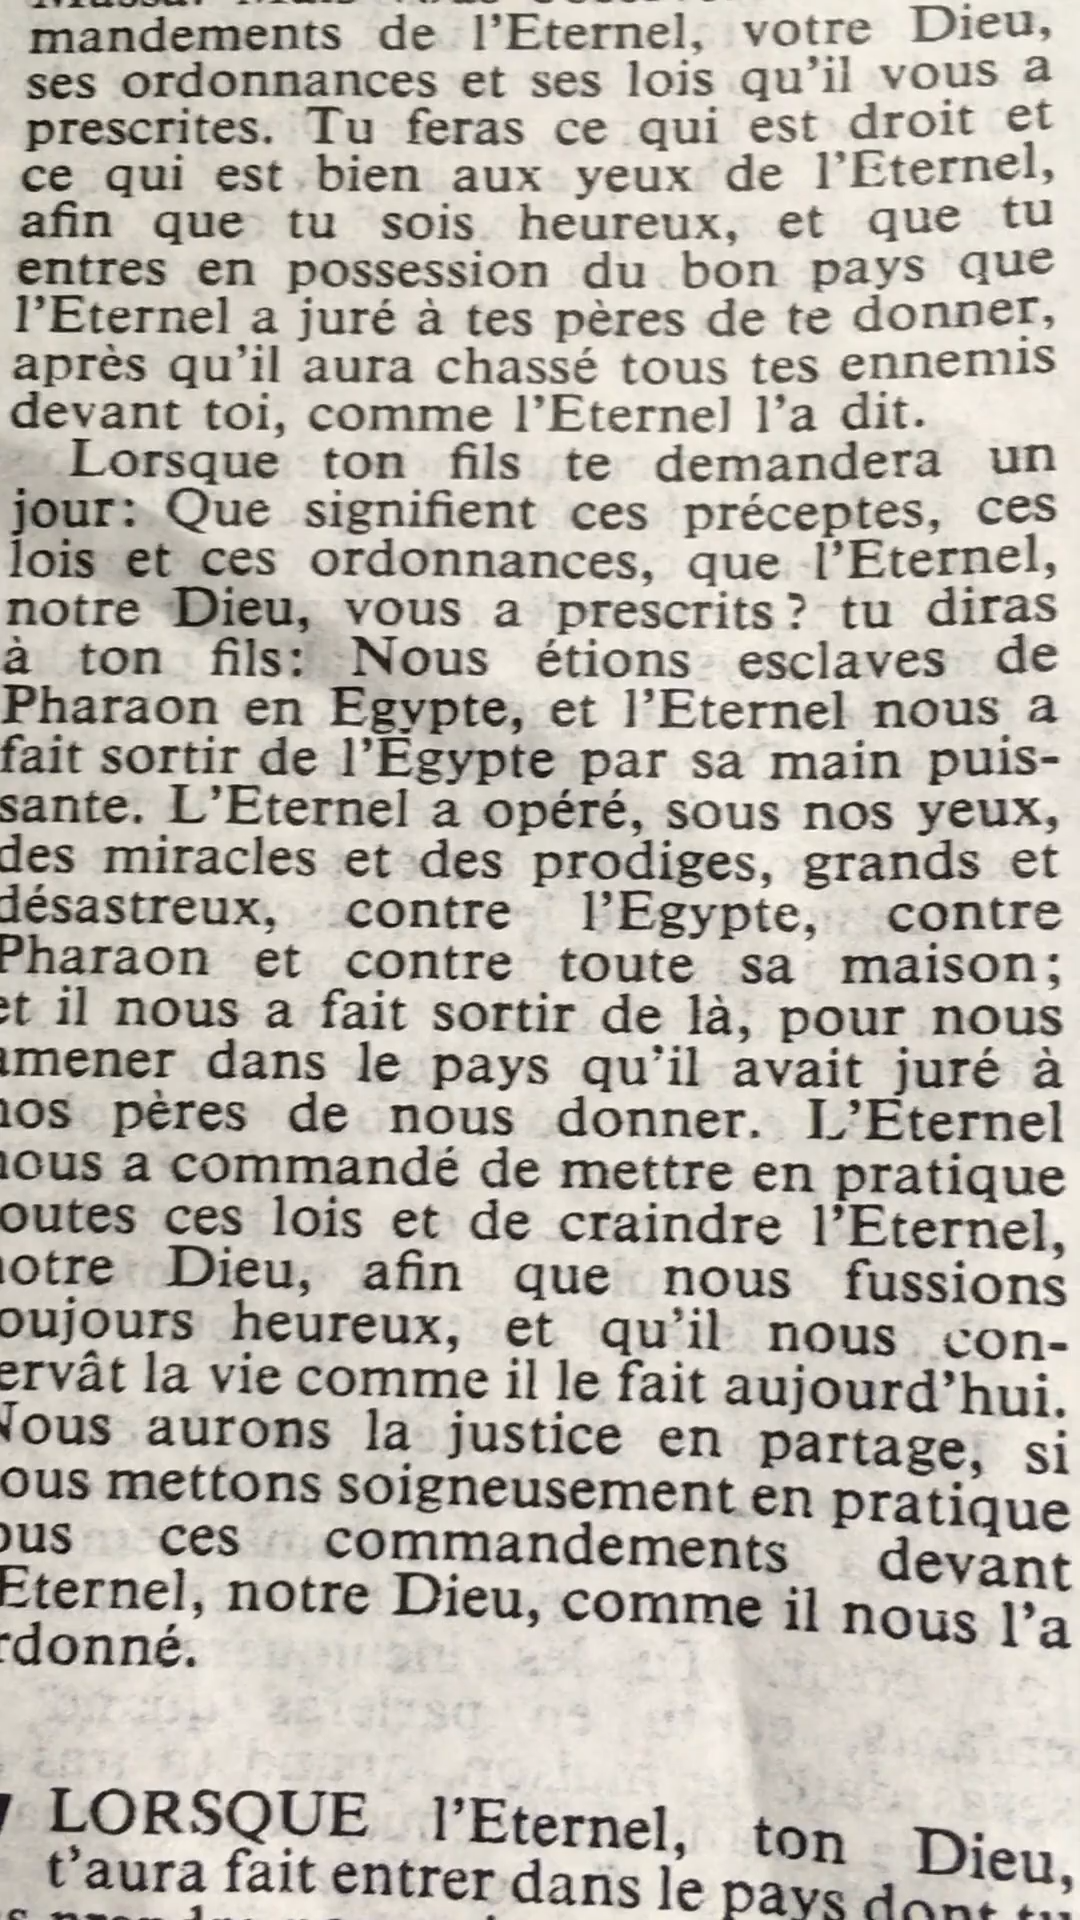 mandements de l'Eternel, votre Dieu,
ses ordonnances et ses lois qu'il vous a
prescrites. Tu feras ce qui est droit et
ce qui est bien aux yeux de l'Eternel,
afin que tu sois heureux, et que tu
entres en possession du bon pays que
l'Eternel a juré à tes pères de te donner,
après qu'il aura chassé tous tes ennemis
devant toi, comme l'Eternel l'a dit.
Lorsque ton fils te demandera un
jour: Que signifient ces préceptes, ces
lois et ces ordonnances, que l'Eternel,
notre Dieu, vous a prescrits? tu diras
à ton fils: Nous étions esclaves de
Pharaon en Egypte, et l'Eternel nous a
fait sortir de l'Egypte par sa main puis-
sante. L'Eternel a opéré, sous nos yeux,
des miracles et des prodiges, grands et
désastreux, contre l'Egypte, contre
Pharaon et contre toute sa maison;
et il nous a fait sortir de là, pour nous
amener dans le pays qu'il avait juré à
nos pères de nous donner. L'Eternel
nous a commandé de mettre en pratique
outes ces lois et de craindre l'Eternel,
notre Dieu, afin que nous fussions
oujours heureux, et qu'il nous con-
ervât la vie comme il le fait aujourd'hui.
Nous aurons la justice en partage, si
ous mettons soigneusement en pratique
ous ces commandements devant
Eternel, notre Dieu, comme il nous l'a
rdonné.
LORSQUE l'Eternel, ton Dieu,
t'aura fait entrer dans le pays dont tu